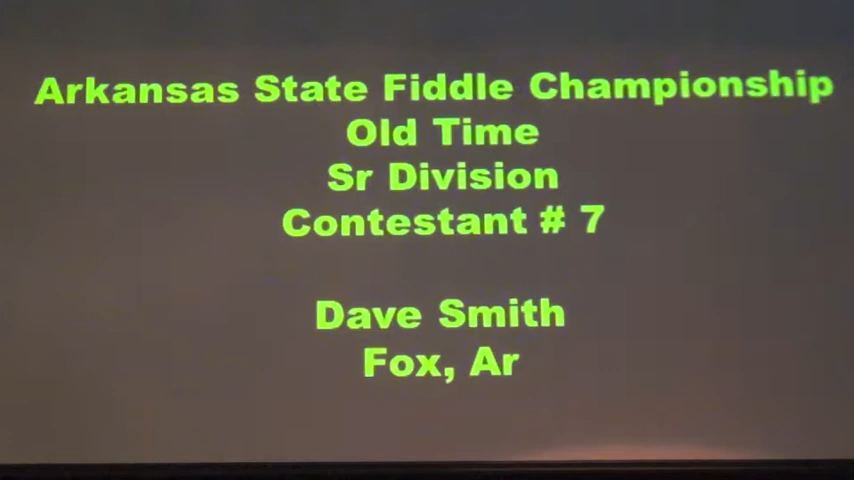 Arkansas State Fiddle Championship
Old Time
Sr Division
Contestant # 7
Dave Smith
Fox, Ar